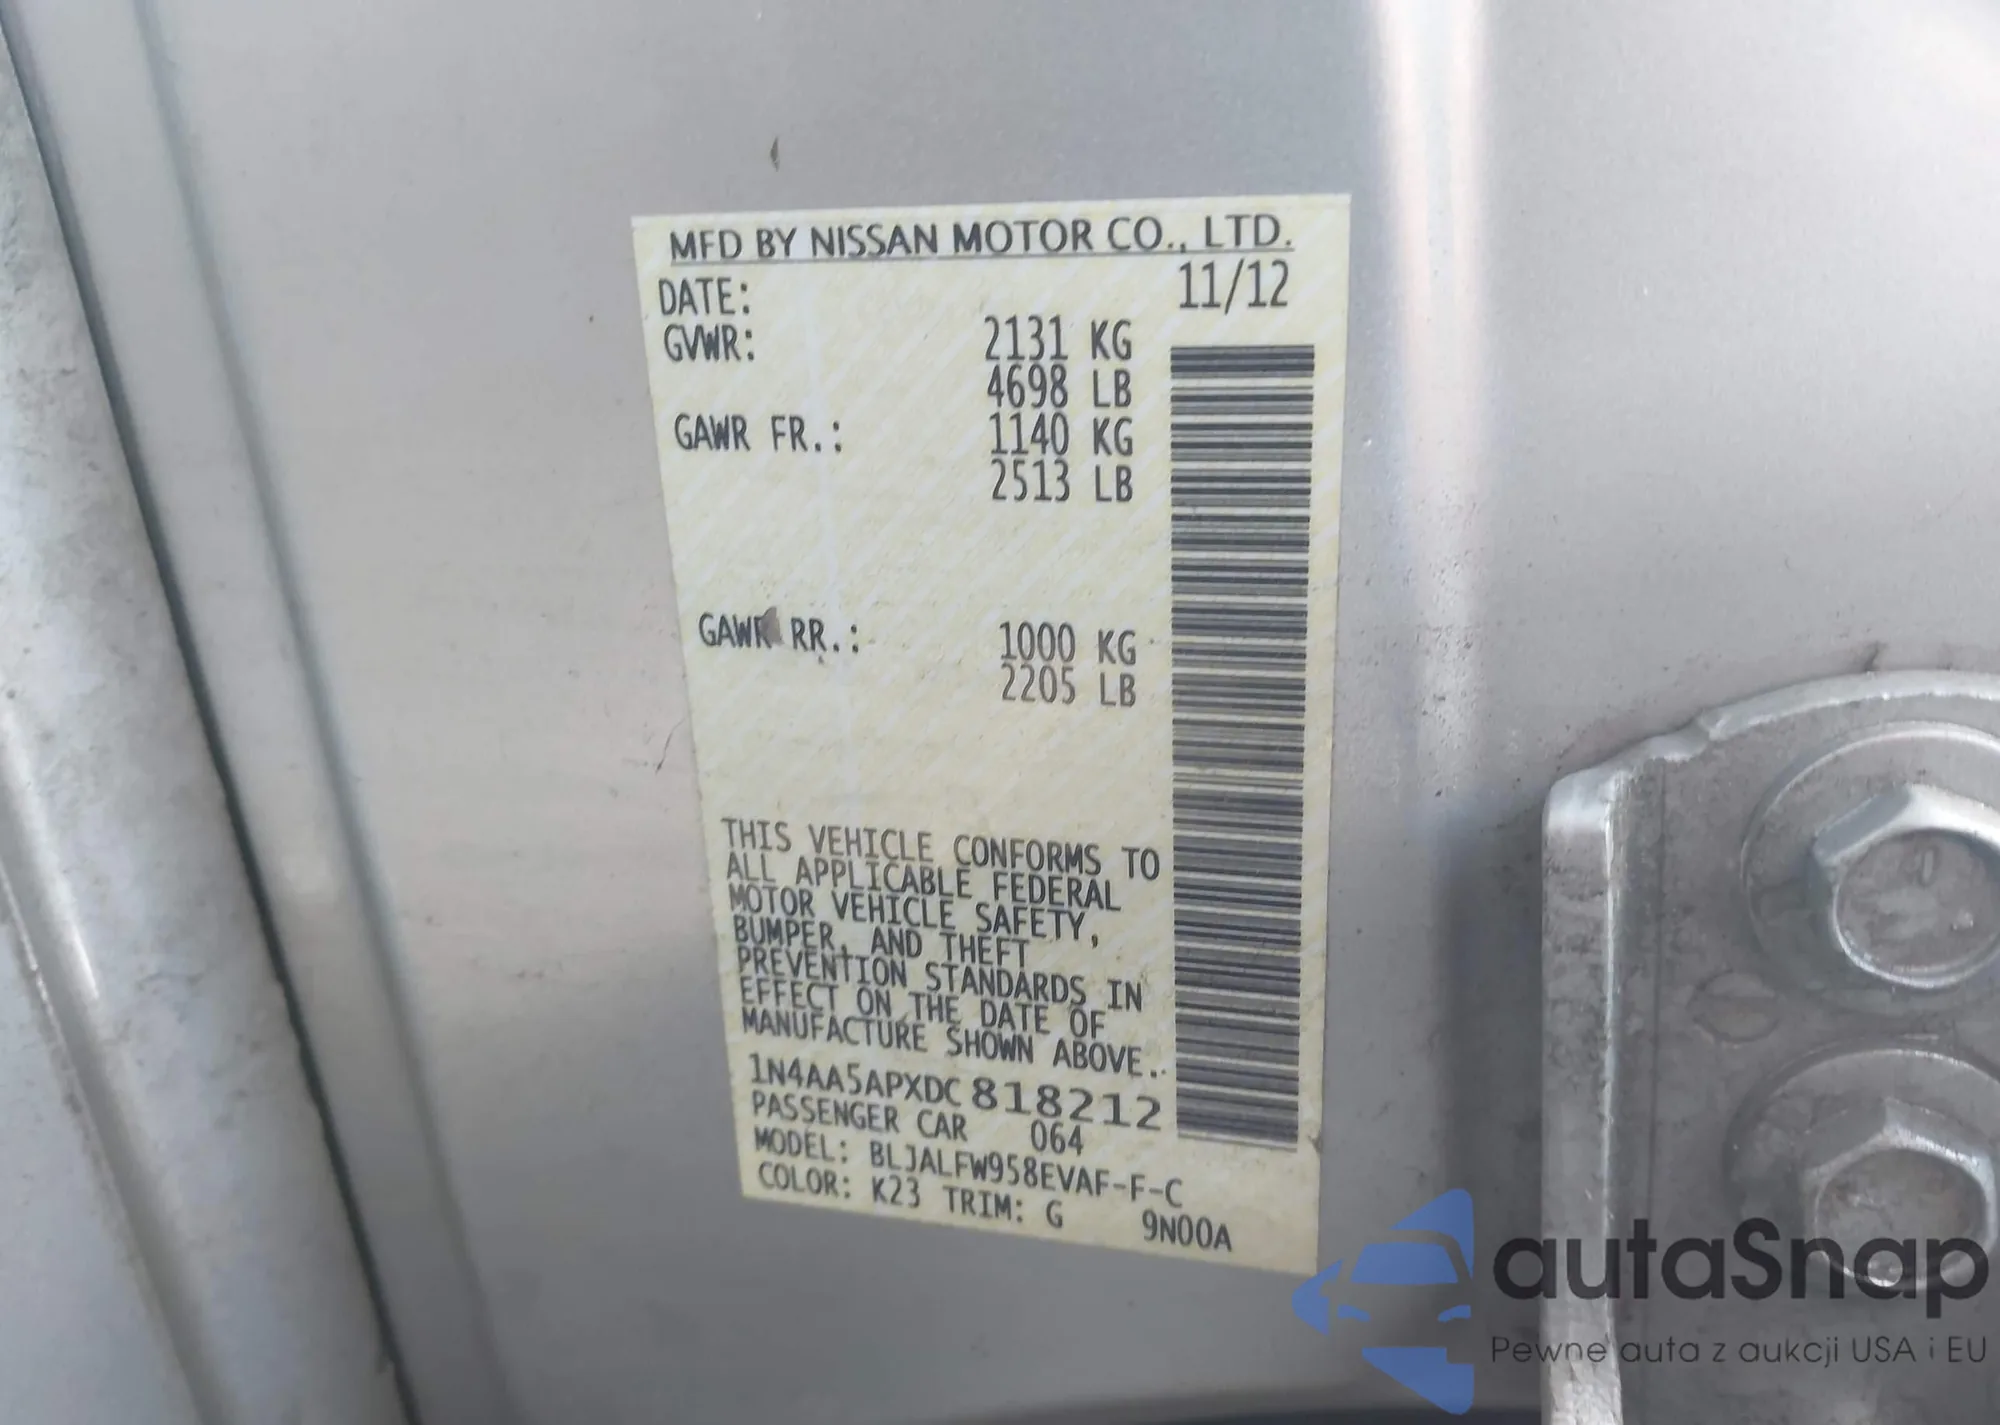 MFD BY NISSAN MOTOR CO., LTD.
DATE: 11/12
GVWR: 2131 KG
4698 LB
GAWR FR.: 1140 KG
2513 LB
GAWR RR.: 1000 KG
2205 LB
THIS VEHICLE CONFORMS TO
ALL APPLICABLE FEDERAL
MOTOR VEHICLE SAFETY,
BUMPER, AND THEFT
PREVENTION STANDARDS IN
EFFECT ON THE DATE OF
MANUFACTURE SHOWN ABOVE.
1N4AA5APXDC818212
PASSENGER CAR 064
MODEL: BLJALFW958EVAF-F-C
COLOR: K23 TRIM: G 9N00A
autaSnap
Pewne auta z aukcji USA i EU